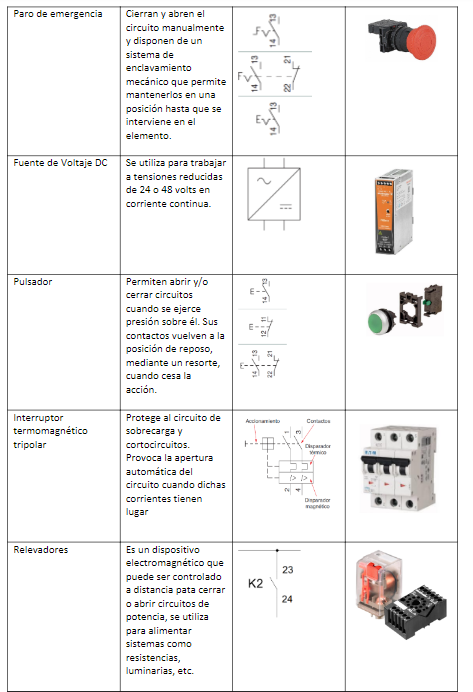 Paro de emergencia
Cierran y abren el
circuito manualmente
y disponen de un
sistema de
enclavamiento
mecánico que permite
mantenerlos en una
posición hasta que se
interviene en el
elemento.
13
14
F
13
21
14
22
E
13
14
Fuente de Voltaje DC
Se utiliza para trabajar
a tensiones reducidas
de 24 o 48 volts en
corriente continua.
Pulsador
Permiten abrir y/o
cerrar circuitos
cuando se ejerce
presión sobre él. Sus
contactos vuelven a la
posición de reposo,
mediante un resorte,
cuando cesa la
acción.
E
13
14
E
11
12
E
13
21
14
22
Interruptor
termomagnético
tripolar
Protege al circuito de
sobrecarga y
cortocircuitos.
Provoca la apertura
automática del
circuito cuando dichas
corrientes tienen
lugar
Accionamiento
Contactos
1
3
Disparador
térmico
2
4
Disparador
magnético
Relevadores
Es un dispositivo
electromagnético que
puede ser controlado
a distancia pata cerrar
o abrir circuitos de
potencia, se utiliza
para alimentar
sistemas como
resistencias,
luminarias, etc.
K2
23
24